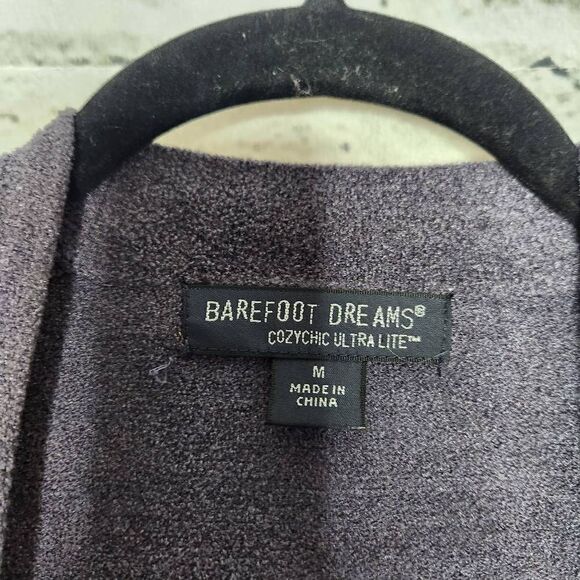 BAREFOOT DREAMS®
COZYCHIC ULTRA LITE™
M
MADE IN
CHINA